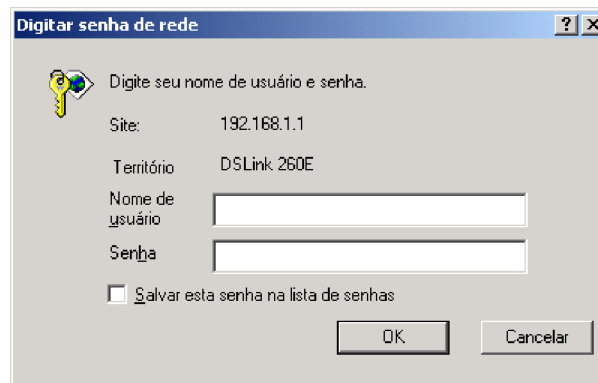 Digitar senha de rede
Digite seu nome de usuário e senha.
Site: 192.168.1.1
Território DSLink 260E
Nome de
usuário
Senha
Salvar esta senha na lista de senhas
OK Cancelar